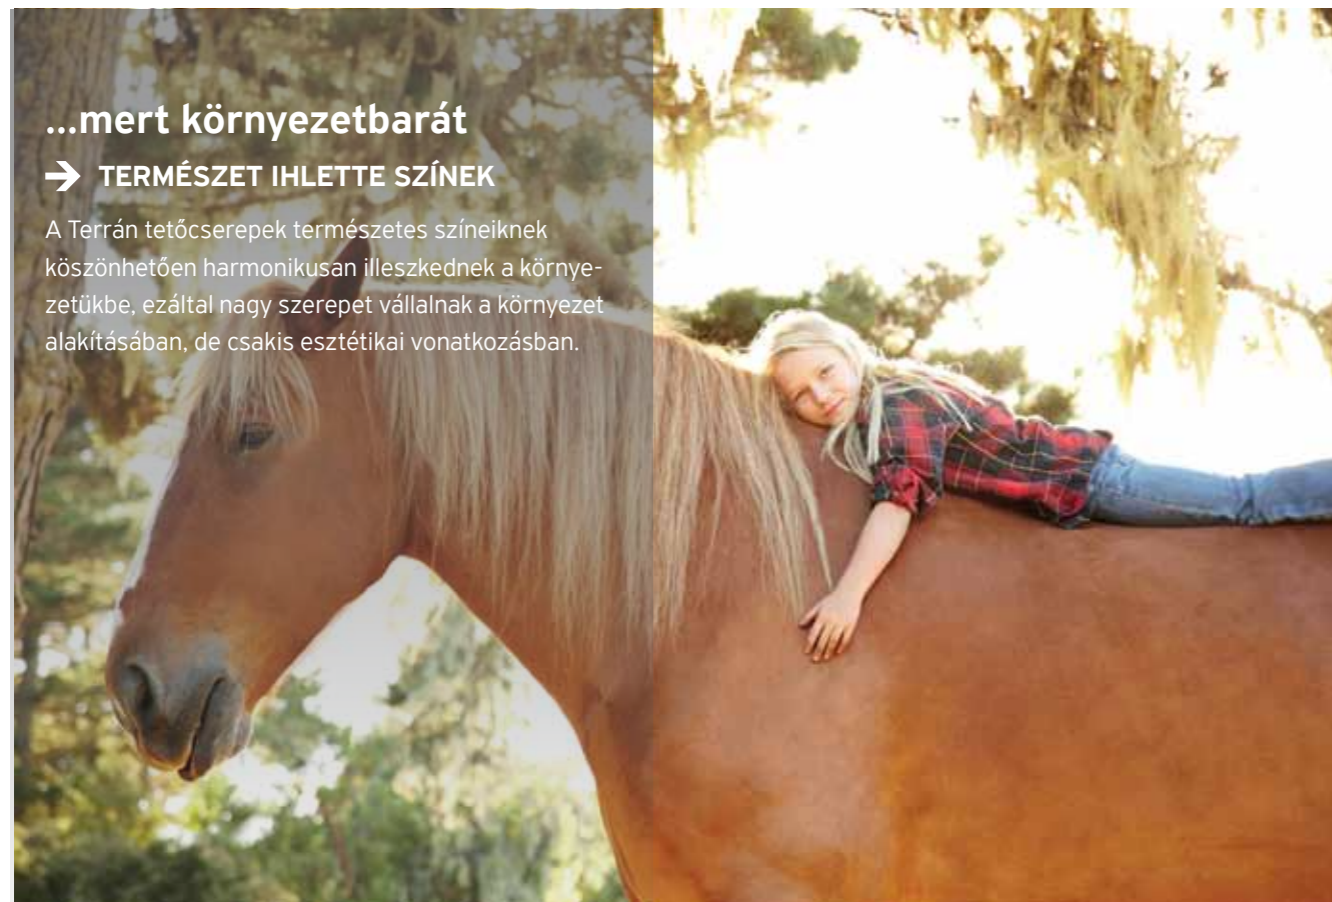 ...mert környezetbarát
→ TERMÉSZET IHLETTE SZÍNEK
A Terrán tetőcserepek természetes színeiknek
köszönhetően harmonikusan illeszkednek a környe-
zetükbe, ezáltal nagy szerepet vállalnak a környezet
alakításában, de csakis esztétikai vonatkozásban.